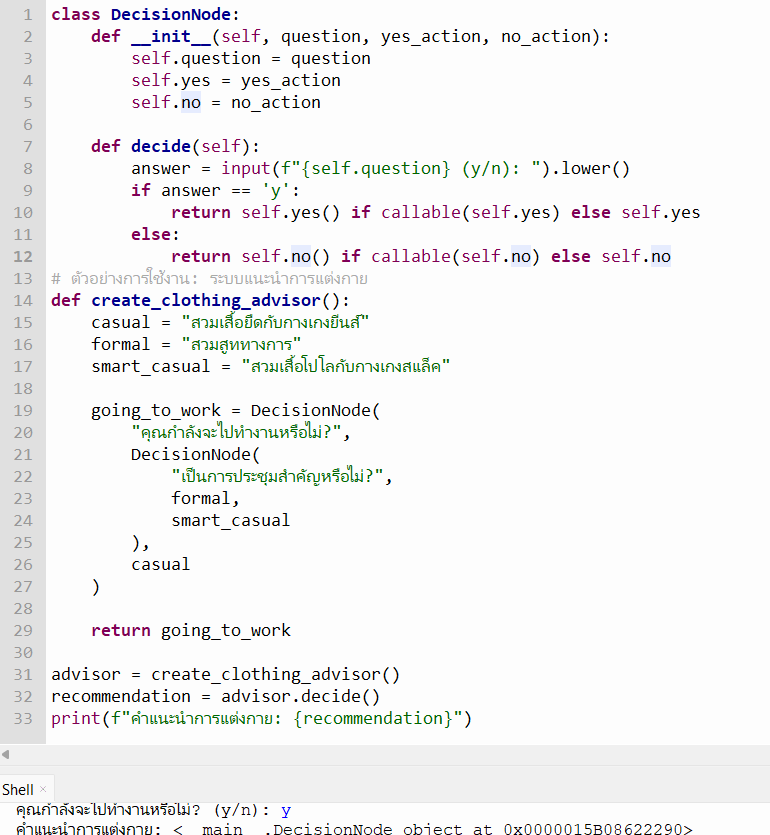 1 class DecisionNode:
2     def __init__(self, question, yes_action, no_action):
3         self.question = question
4         self.yes = yes_action
5         self.no = no_action
6
7     def decide(self):
8         answer = input(f"{self.question} (y/n): ").lower()
9         if answer == 'y':
10             return self.yes() if callable(self.yes) else self.yes
11         else:
12             return self.no() if callable(self.no) else self.no
13 # ตัวอย่างการใช้งาน: ระบบแนะนำการแต่งกาย
14 def create_clothing_advisor():
15     casual = "สวมเสื้อยืดกับกางเกงยีนส์"
16     formal = "สวมสูททางการ"
17     smart_casual = "สวมเสื้อโปโลกับกางเกงสแล็ค"
18
19     going_to_work = DecisionNode(
20         "คุณกำลังจะไปทำงานหรือไม่?",
21         DecisionNode(
22             "เป็นการประชุมสำคัญหรือไม่?",
23             formal,
24             smart_casual
25         ),
26         casual
27     )
28
29     return going_to_work
30
31 advisor = create_clothing_advisor()
32 recommendation = advisor.decide()
33 print(f"คำแนะนำการแต่งกาย: {recommendation}")
Shell ×
คุณกำลังจะไปทำงานหรือไม่? (y/n): y
คำแนะนำการแต่งกาย: <__main__.DecisionNode object at 0x0000015B08622290>